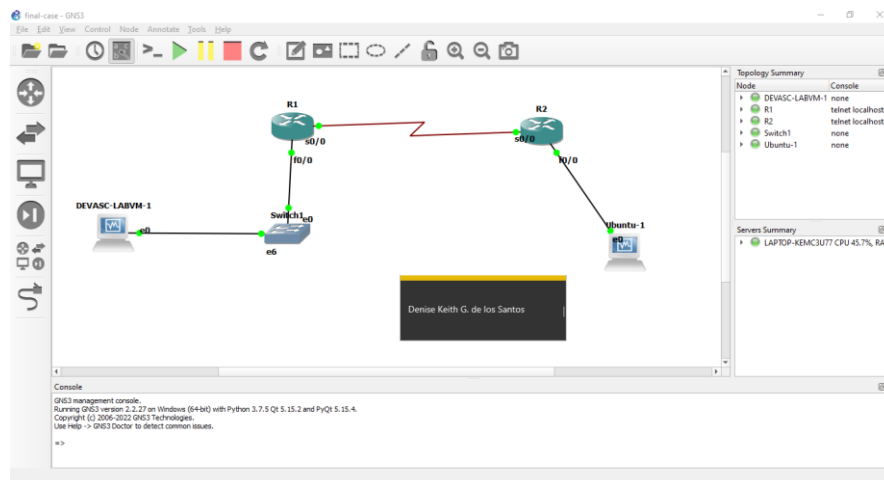 final-case - GNS3
File Edit View Control Node Annotate Tools Help
Topology Summary
Node Console
DEVASC-LABVM-1 none
R1 telnet localhost
R2 telnet localhost
Switch1 none
Ubuntu-1 none
R1
R2
s0/0
s0/0
f0/0
f0/0
DEVASC-LABVM-1
Switch1
e0
e0
e6
Ubuntu-1
e0
Servers Summary
LAPTOP-KEMC3U77 CPU 45.7%, RA
Denise Keith G. de los Santos
Console
GNS3 management console.
Running GNS3 version 2.2.27 on Windows (64-bit) with Python 3.7.5 Qt 5.15.2 and PyQt 5.15.4.
Copyright (c) 2006-2022 GNS3 Technologies.
Use Help -> GNS3 Doctor to detect common issues.
=>